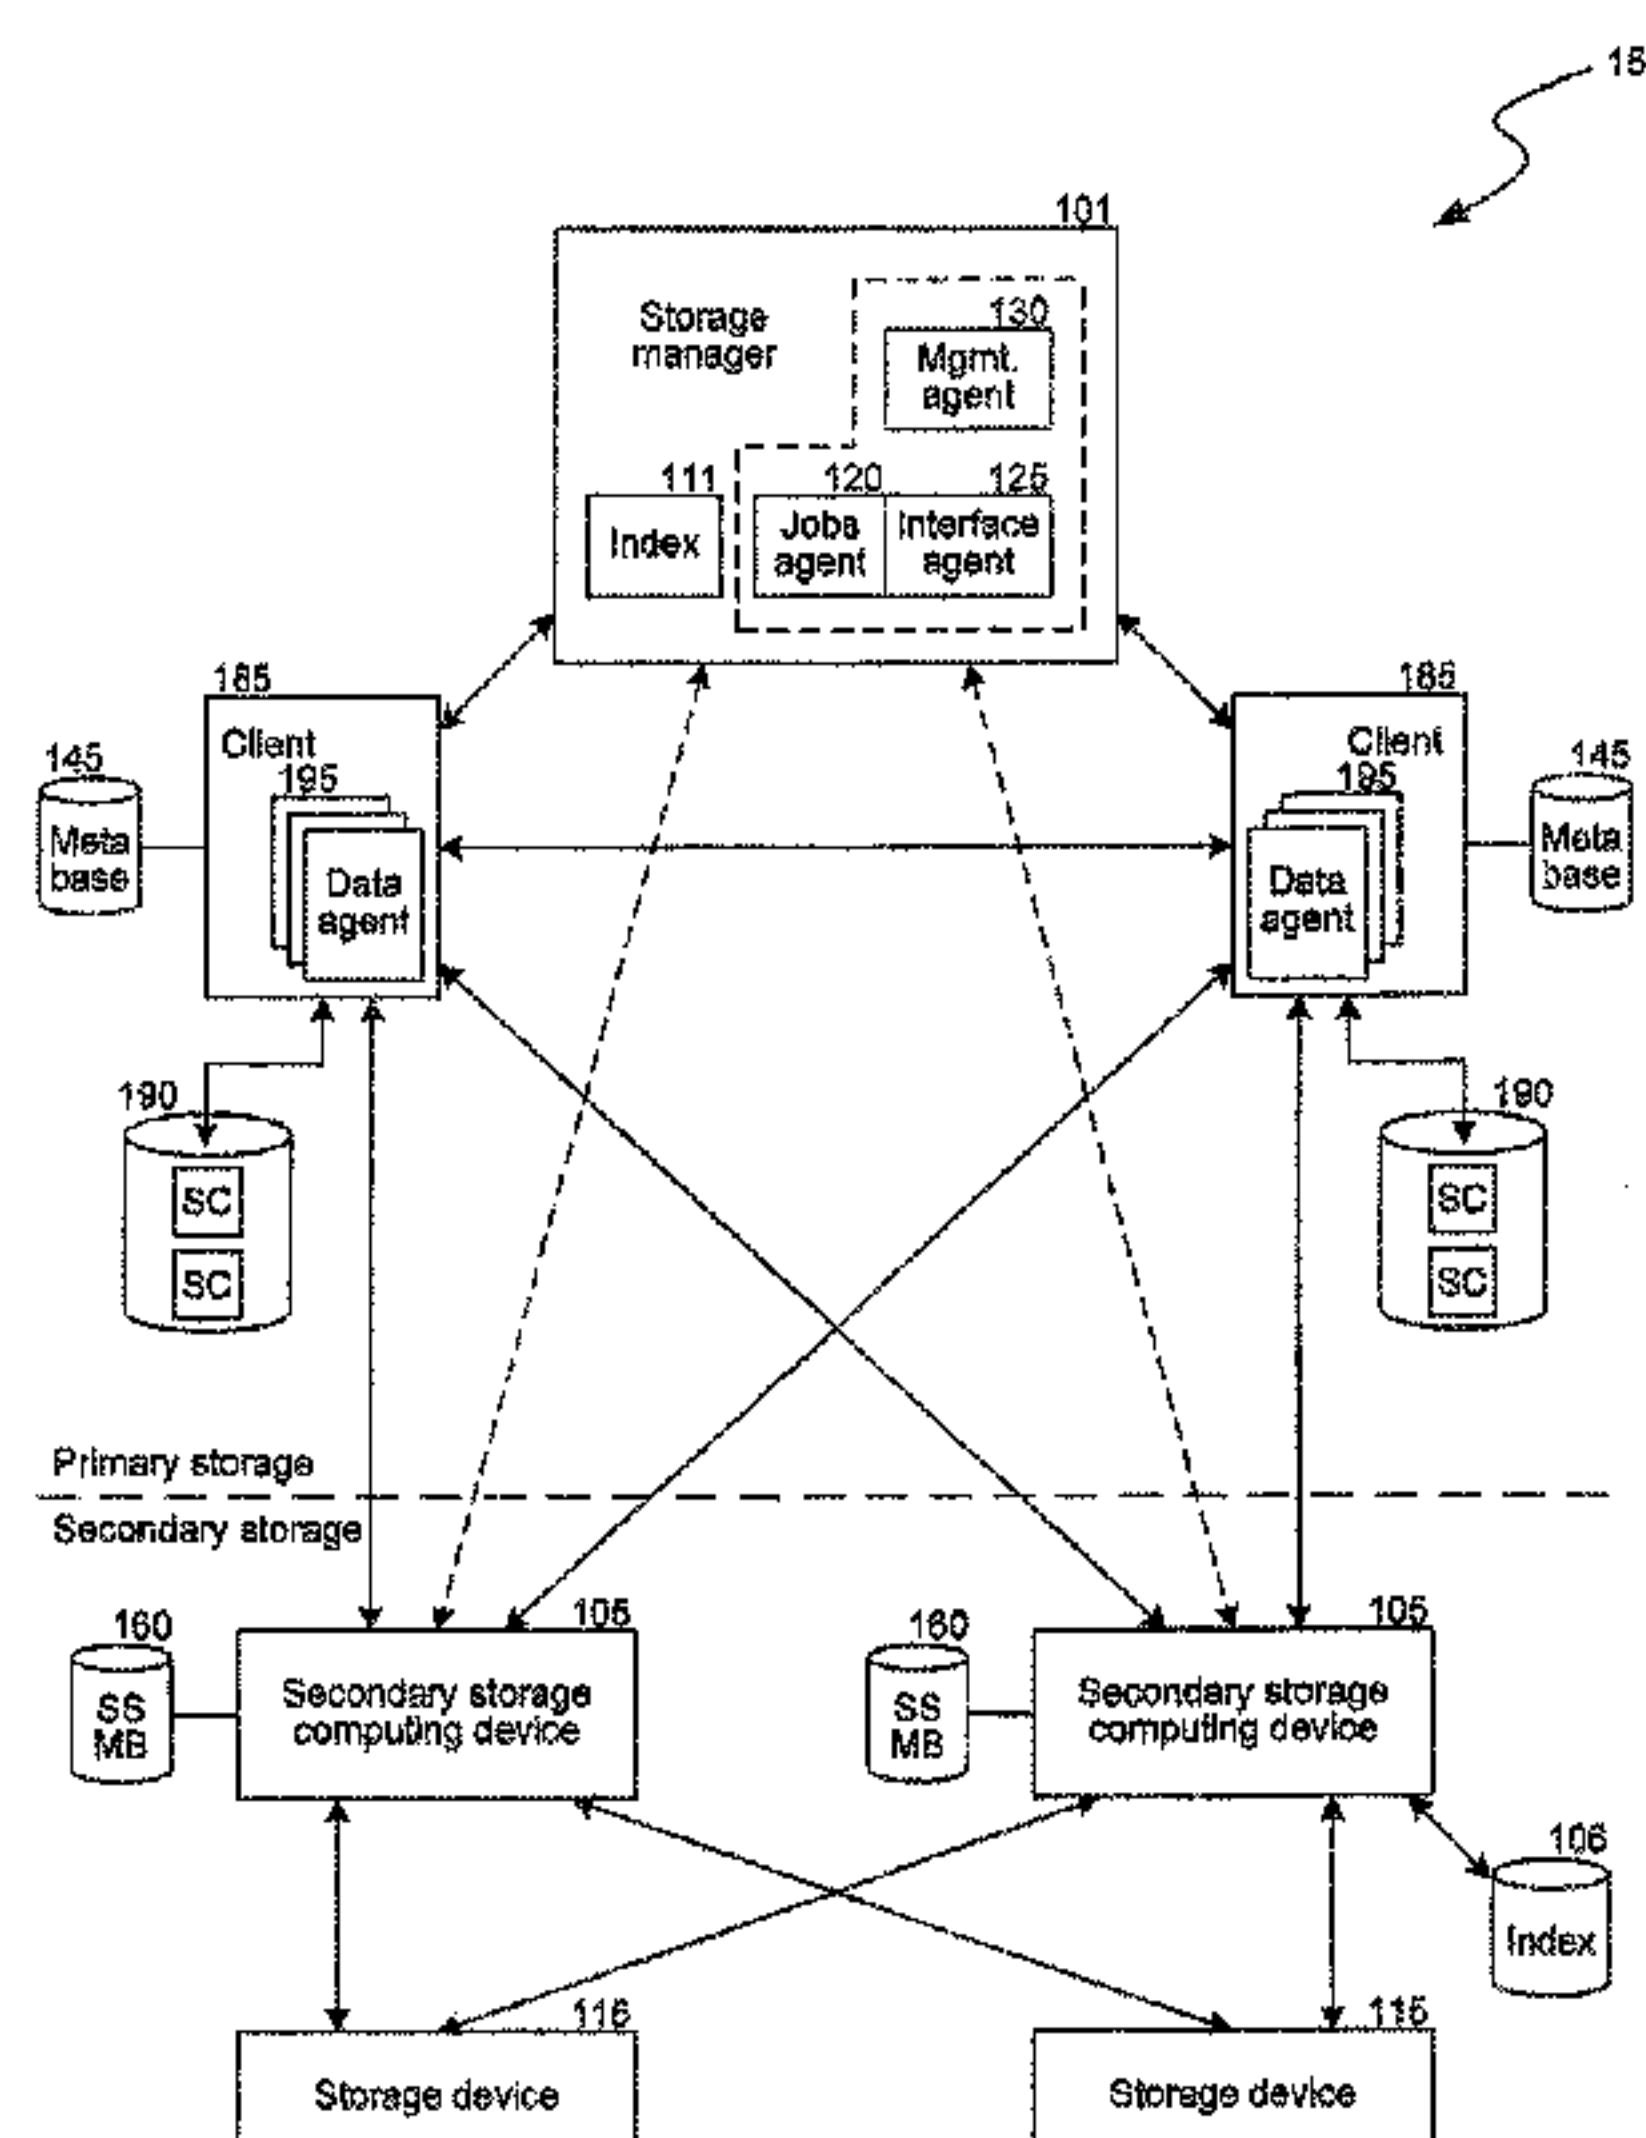 101
Storage
manager
130
Mgmt.
agent
111
Index
120
Jobs
agent
125
Interface
agent
185
Client
195
Data
agent
145
Meta
base
185
Client
195
Data
agent
145
Meta
base
190
SC
SC
190
SC
SC
Primary storage
Secondary storage
160
SS
MB
105
Secondary storage
computing device
160
SS
MB
105
Secondary storage
computing device
106
Index
115
Storage device
115
Storage device